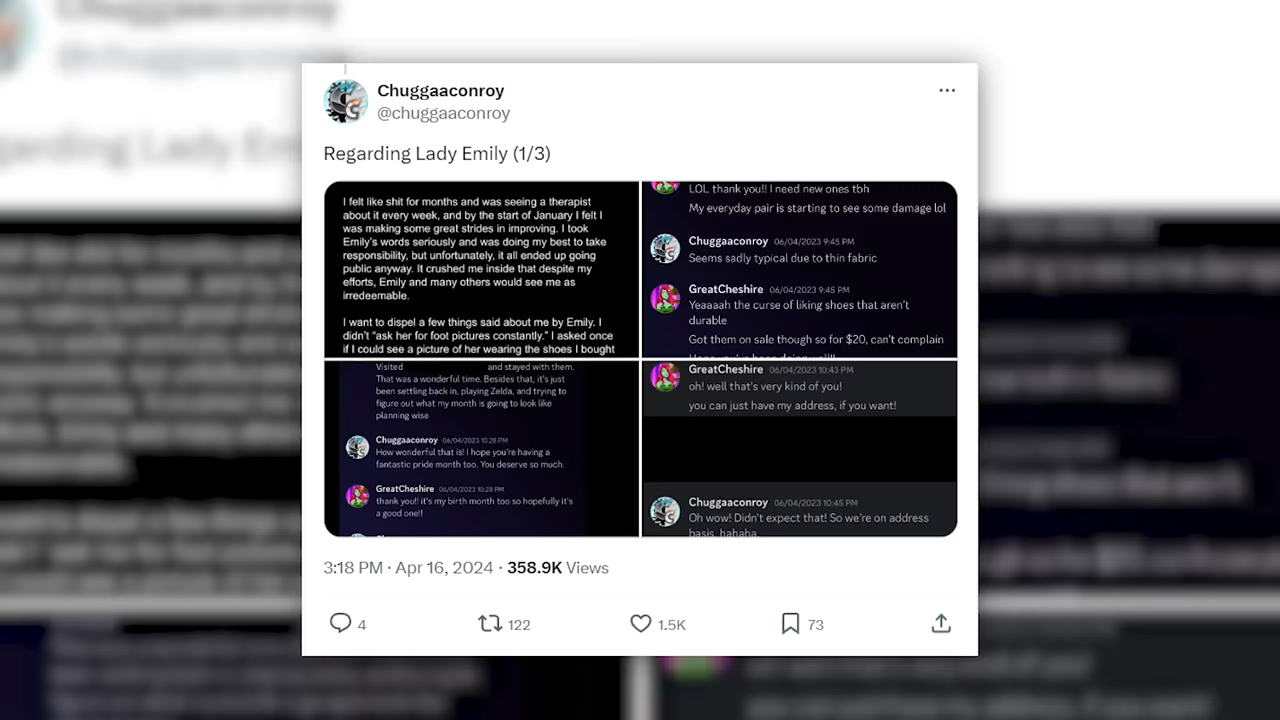 Chuggaaconroy
@chuggaaconroy
Regarding Lady Emily (1/3)
I felt like shit for months and was seeing a therapist
about it every week, and by the start of January I felt I
was making some great strides in improving. I took
Emily's words seriously and was doing my best to take
responsibility, but unfortunately, it all ended up going
public anyway. It crushed me inside that despite my
efforts, Emily and many others would see me as
irredeemable.
I want to dispel a few things said about me by Emily. I
didn't "ask her for foot pictures constantly." I asked once
if I could see a picture of her wearing the shoes I bought
LOL thank you!! I need new ones tbh
My everyday pair is starting to see some damage lol
Chuggaaconroy 06/04/2023 9:45 PM
Seems sadly typical due to thin fabric
GreatCheshire 06/04/2023 9:45 PM
Yeaaaah the curse of liking shoes that aren't
durable
Got them on sale though so for $20, can't complain
Hope you've been doing well!!
Visited and stayed with them.
That was a wonderful time. Besides that, it's just
been settling back in, playing Zelda, and trying to
figure out what my month is going to look like
planning wise
Chuggaaconroy 06/04/2023 10:28 PM
How wonderful that is! I hope you're having a
fantastic pride month too. You deserve so much.
GreatCheshire 06/04/2023 10:28 PM
thank you!! it's my birth month too so hopefully it's
a good one!!
GreatCheshire 06/04/2023 10:43 PM
oh! well that's very kind of you!
you can just have my address, if you want!
Chuggaaconroy 06/04/2023 10:45 PM
Oh wow! Didn't expect that! So we're on address
basis, hahaha.
3:18 PM · Apr 16, 2024 · 358.9K Views
4 122 1.5K 73